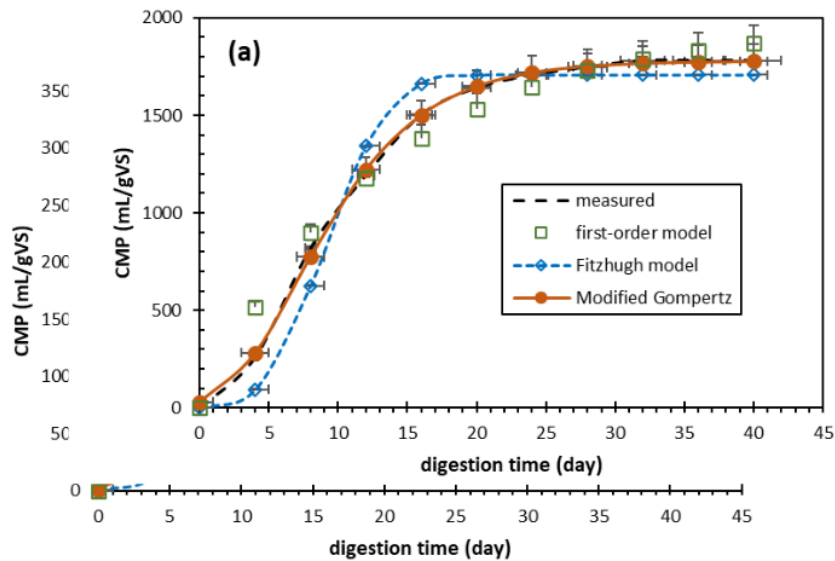 (a)
2000
1500
1000
500
0
CMP (mL/gVS)
measured
first-order model
Fitzhugh model
Modified Gompertz
0 5 10 15 20 25 30 35 40 45
digestion time (day)
350
300
250
200
150
100
50
0
CMP (mL/gVS)
0 5 10 15 20 25 30 35 40 45
digestion time (day)